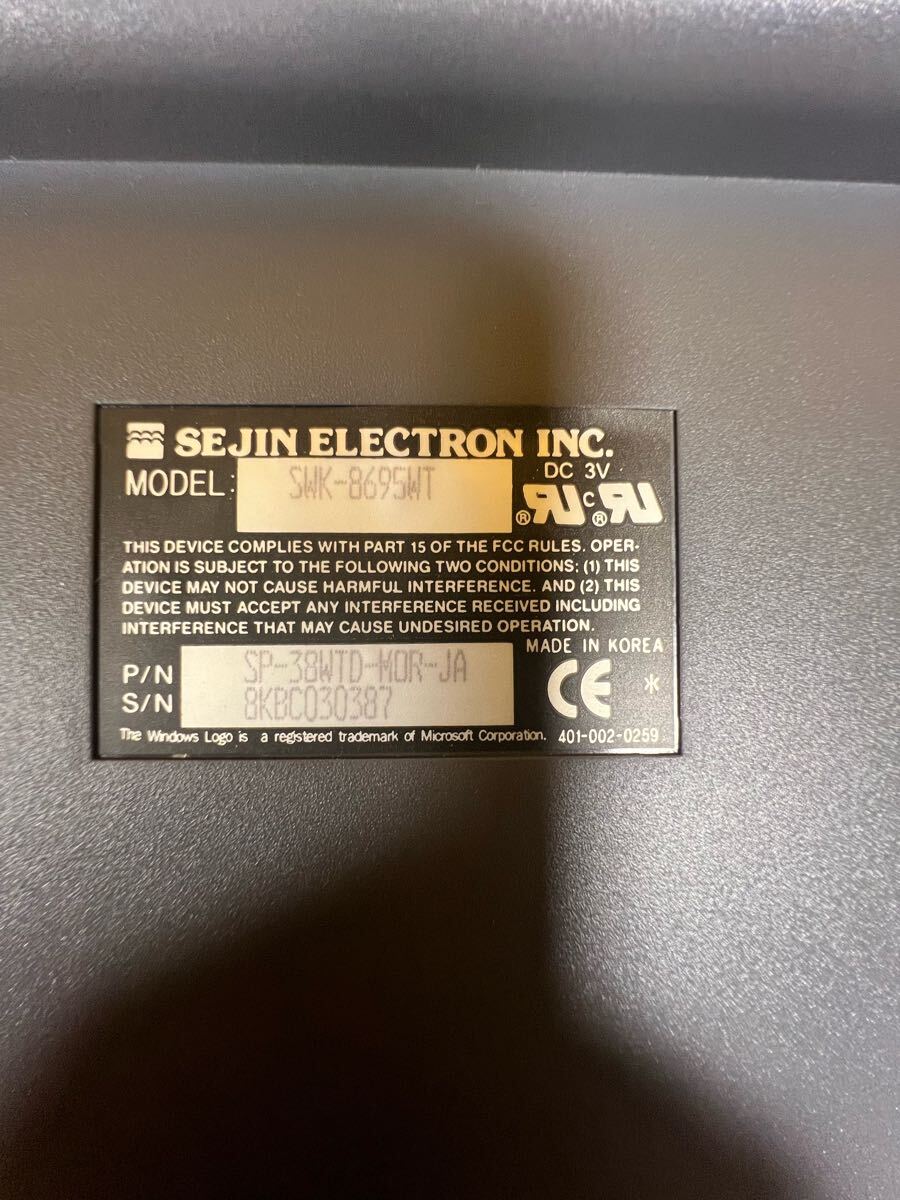 SEJIN ELECTRON INC.
MODEL: SWK-8695WT
DC 3V
THIS DEVICE COMPLIES WITH PART 15 OF THE FCC RULES. OPER-
ATION IS SUBJECT TO THE FOLLOWING TWO CONDITIONS: (1) THIS
DEVICE MAY NOT CAUSE HARMFUL INTERFERENCE. AND (2) THIS
DEVICE MUST ACCEPT ANY INTERFERENCE RECEIVED INCLUDING
INTERFERENCE THAT MAY CAUSE UNDESIRED OPERATION.
MADE IN KOREA
P/N SP-38WTD-MOR-JA
S/N 8KBC030387
CE
The Windows Logo is a registered trademark of Microsoft Corporation. 401-002-0259